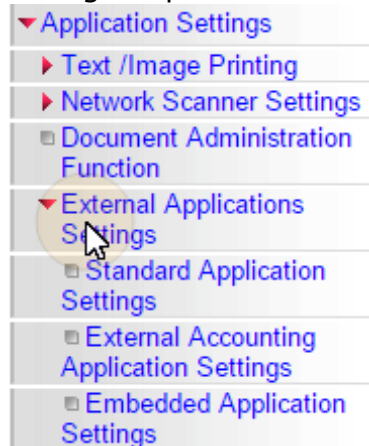 Application Settings
Text /Image Printing
Network Scanner Settings
Document Administration
Function
External Applications
Settings
Standard Application
Settings
External Accounting
Application Settings
Embedded Application
Settings